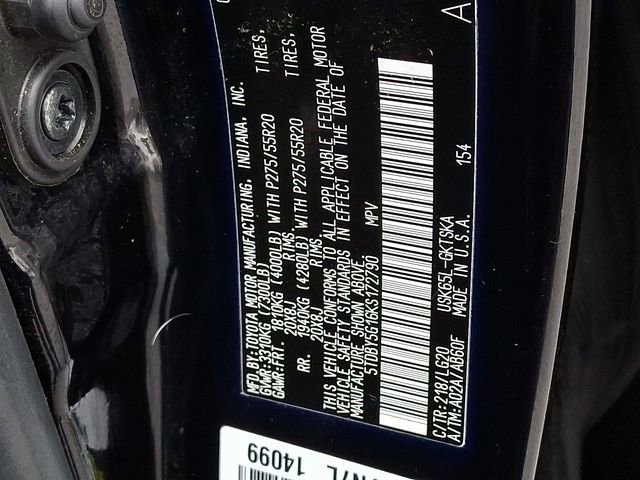 MFD.BY: TOYOTA MOTOR MANUFACTURING, INDIANA, INC.
GVWR:3310KG (7300LB)
GAWR:FRT. 1810KG (4000LB) WITH P275/55R20 TIRES,
20X8J RIMS,
RR. 1940KG (4280LB) WITH P275/55R20 TIRES,
20X8J RIMS,
THIS VEHICLE CONFORMS TO ALL APPLICABLE FEDERAL MOTOR
VEHICLE SAFETY STANDARDS IN EFFECT ON THE DATE OF
MANUFACTURE SHOWN ABOVE.
5TDBY5G16KS172790 MPV
C/TR:218/LG20 USK65L-GKTSKA 154 A
A/TM:A02A/AB60F MADE IN U.S.A.
N7L
14099